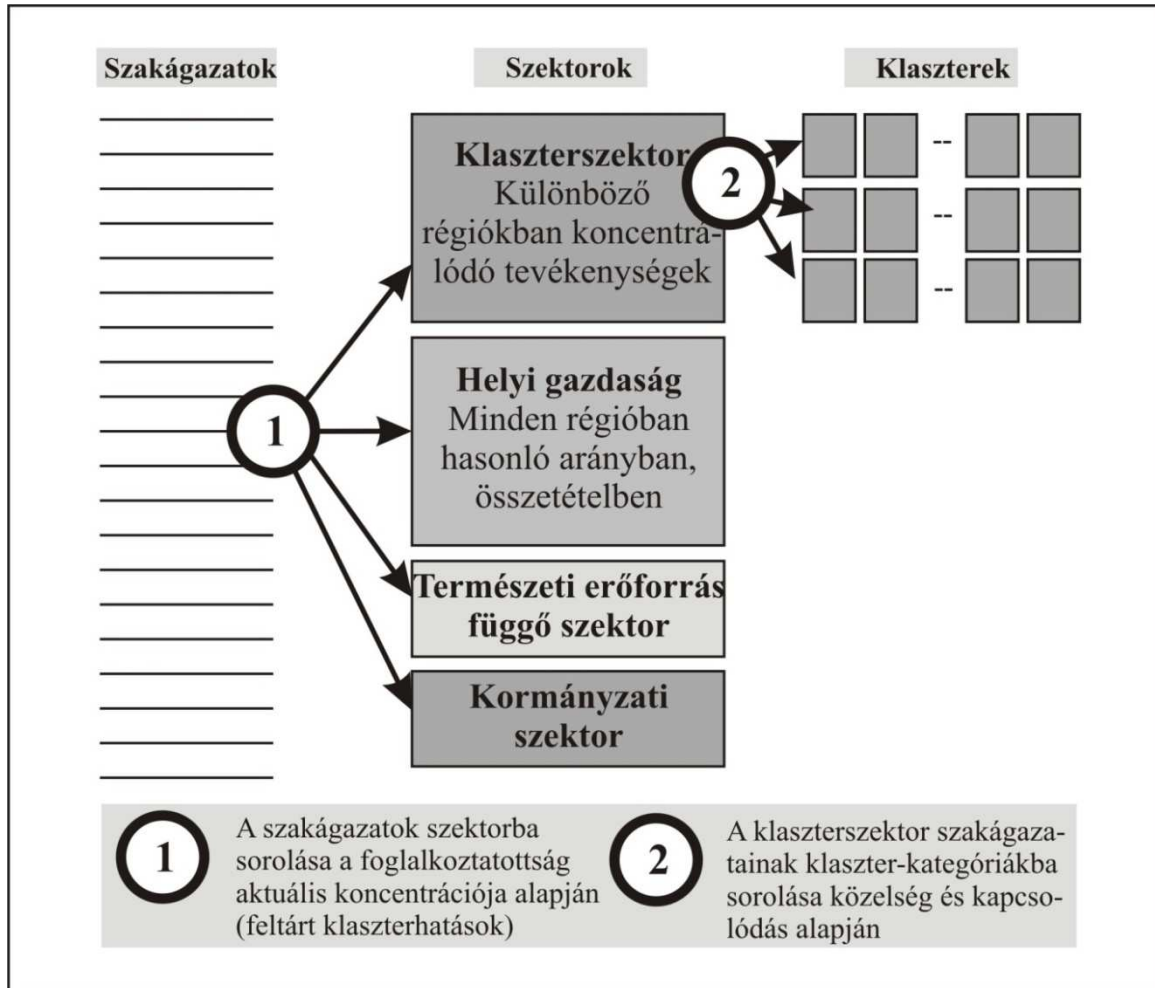 Szakágazatok
Szektorok
Klaszterek
Klaszterszektor
Különböző
régiókban koncentrá-
lódó tevékenységek
2
--
--
--
Helyi gazdaság
Minden régióban
hasonló arányban,
összetételben
1
Természeti erőforrás
függő szektor
Kormányzati
szektor
1
A szakágazatok szektorba
sorolása a foglalkoztatottság
aktuális koncentrációja alapján
(feltárt klaszterhatások)
2
A klaszterszektor szakágaza-
tainak klaszter-kategóriákba
sorolása közelség és kapcso-
lódás alapján